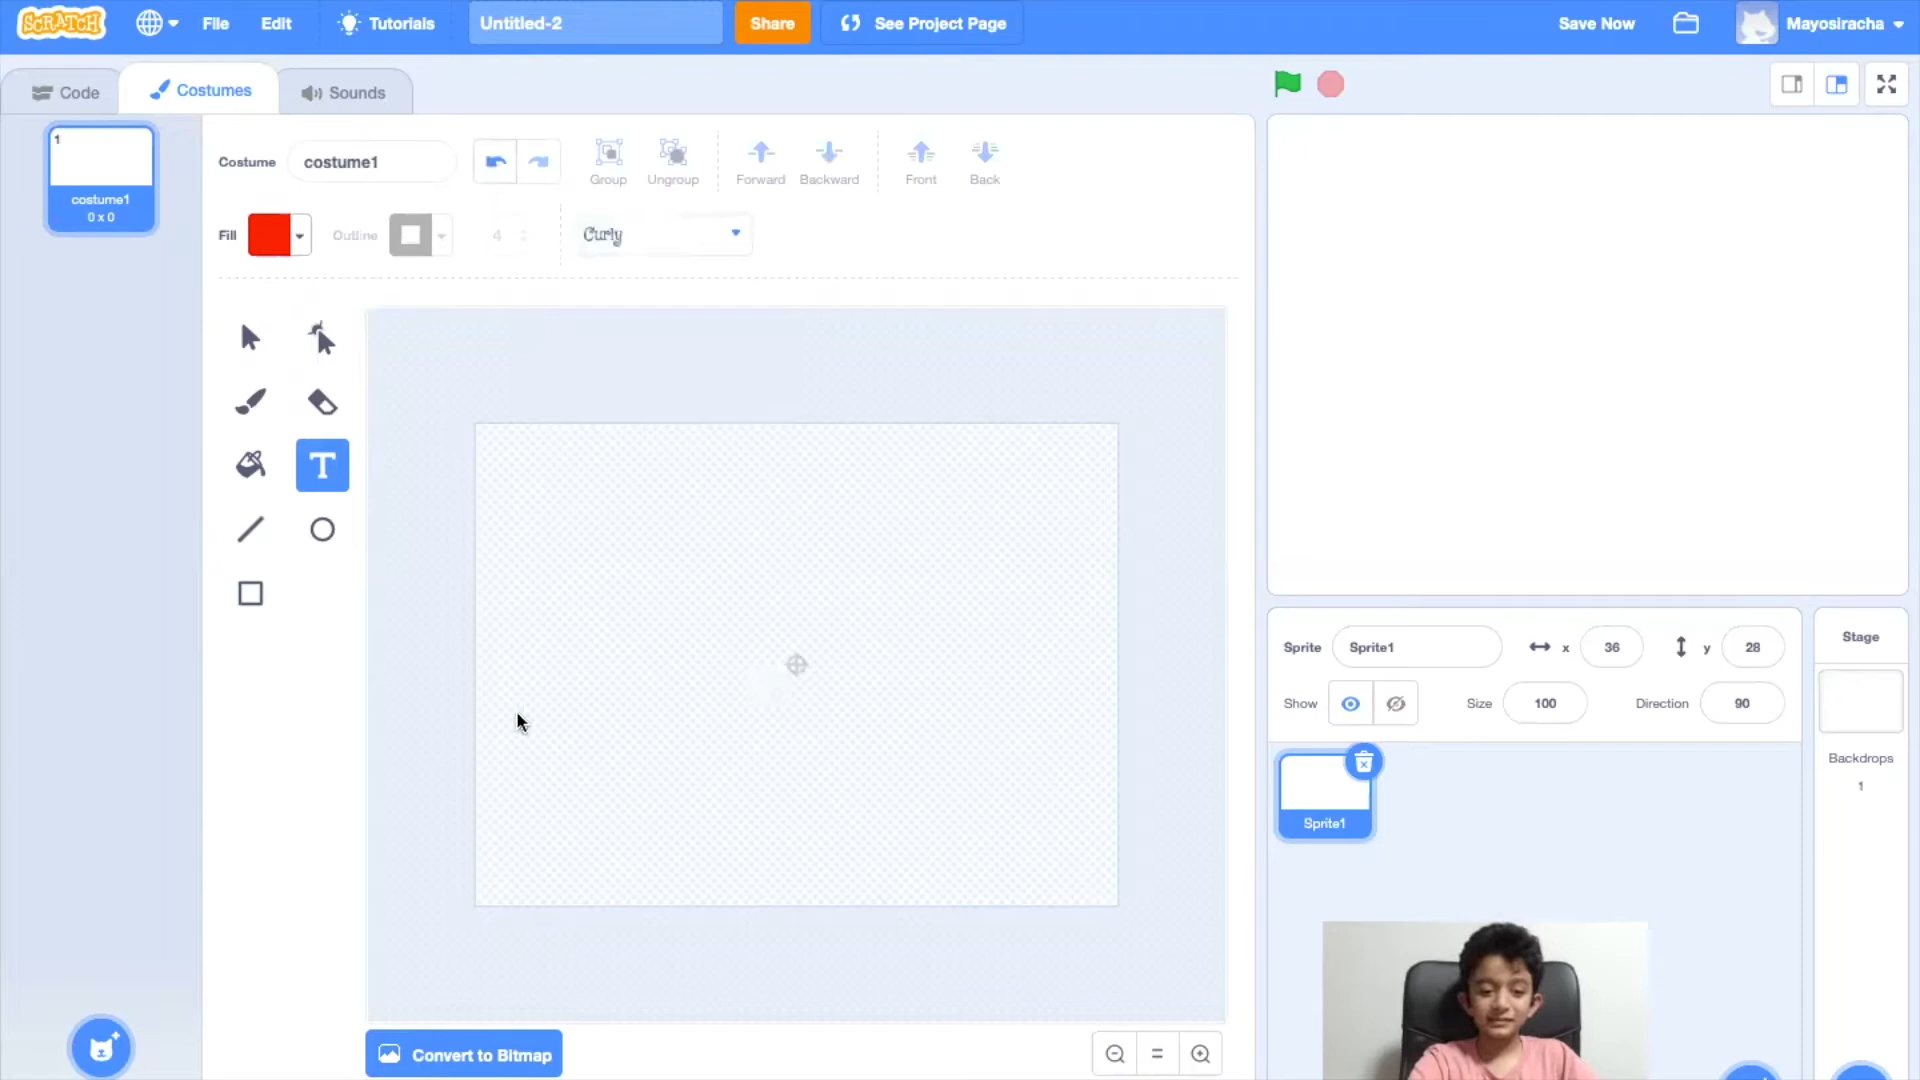 SCRATCH File Edit Tutorials Untitled-2 Share See Project Page Save Now Mayosiracha
Code Costumes Sounds
1
costume1
0 x 0
Costume costume1 Group Ungroup Forward Backward Front Back
Fill Outline 4 Curly
T
Convert to Bitmap
Sprite Sprite1 x 36 y 28
Show Size 100 Direction 90
Sprite1
Stage
Backdrops
1